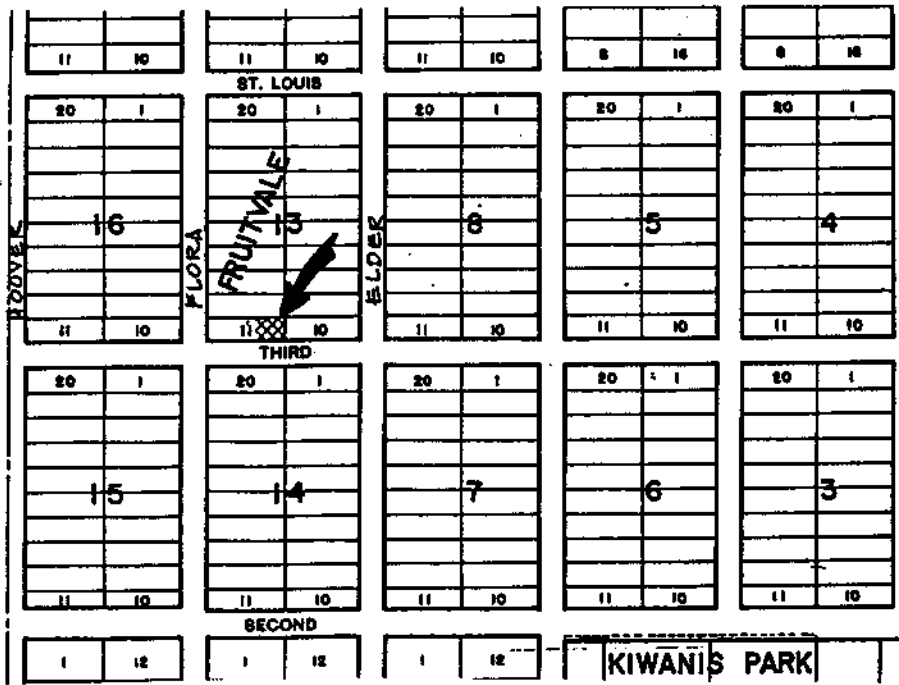 11 10 11 10 11 10 8 16 8 16
ST. LOUIS
20 1 20 1 20 1 20 1 20 1
FRUITVALE
16 13 8 5 4
HOOVER
FLORA
ELDER
11 10 11 10 11 10 11 10 11 10
THIRD
20 1 20 1 20 1 20 1 20 1
15 14 7 6 3
11 10 11 10 11 10 11 10 11 10
SECOND
1 12 1 12 1 12
KIWANIS PARK